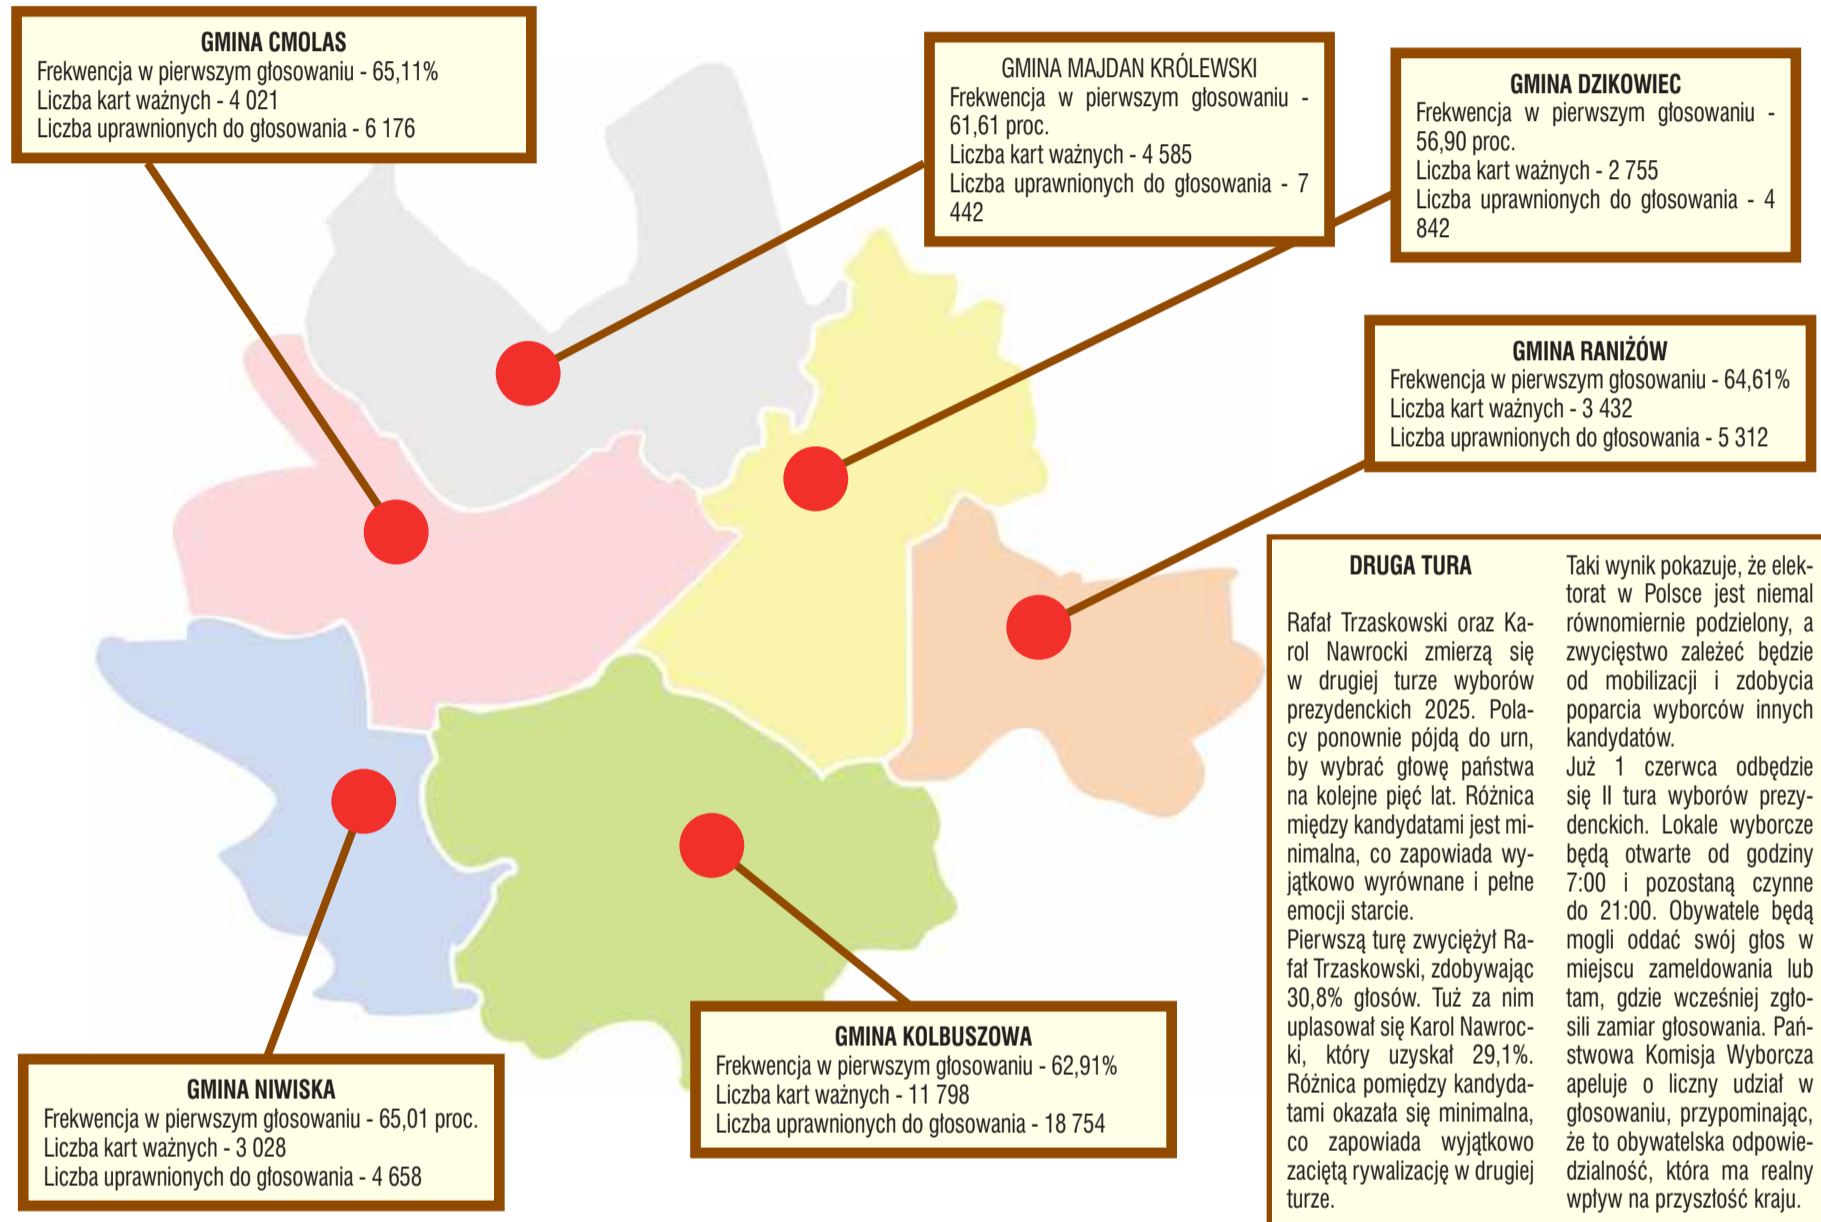 GMINA CMOLAS
Frekwencja w pierwszym głosowaniu - 65,11%
Liczba kart ważnych - 4 021
Liczba uprawnionych do głosowania - 6 176
GMINA MAJDAN KRÓLEWSKI
Frekwencja w pierwszym głosowaniu -
61,61 proc.
Liczba kart ważnych - 4 585
Liczba uprawnionych do głosowania - 7
442
GMINA DZIKOWIEC
Frekwencja w pierwszym głosowaniu -
56,90 proc.
Liczba kart ważnych - 2 755
Liczba uprawnionych do głosowania - 4
842
GMINA RANIŻÓW
Frekwencja w pierwszym głosowaniu - 64,61%
Liczba kart ważnych - 3 432
Liczba uprawnionych do głosowania - 5 312
GMINA NIWISKA
Frekwencja w pierwszym głosowaniu - 65,01 proc.
Liczba kart ważnych - 3 028
Liczba uprawnionych do głosowania - 4 658
GMINA KOLBUSZOWA
Frekwencja w pierwszym głosowaniu - 62,91%
Liczba kart ważnych - 11 798
Liczba uprawnionych do głosowania - 18 754
DRUGA TURA
Rafał Trzaskowski oraz Ka-
rol Nawrocki zmierzą się
w drugiej turze wyborów
prezydenckich 2025. Pola-
cy ponownie pójdą do urn,
by wybrać głowę państwa
na kolejne pięć lat. Różnica
między kandydatami jest mi-
nimalna, co zapowiada wy-
jątkowo wyrównane i pełne
emocji starcie.
Pierwszą turę zwyciężył Ra-
fał Trzaskowski, zdobywając
30,8% głosów. Tuż za nim
uplasował się Karol Nawroc-
ki, który uzyskał 29,1%.
Różnica pomiędzy kandyda-
tami okazała się minimalna,
co zapowiada wyjątkowo
zaciętą rywalizację w drugiej
turze.
Taki wynik pokazuje, że elek-
torat w Polsce jest niemal
równomiernie podzielony, a
zwycięstwo zależeć będzie
od mobilizacji i zdobycia
poparcia wyborców innych
kandydatów.
Już 1 czerwca odbędzie
się II tura wyborów prezy-
denckich. Lokale wyborcze
będą otwarte od godziny
7:00 i pozostaną czynne
do 21:00. Obywatele będą
mogli oddać swój głos w
miejscu zameldowania lub
tam, gdzie wcześniej zgło-
sili zamiar głosowania. Pań-
stwowa Komisja Wyborcza
apeluje o liczny udział w
głosowaniu, przypominając,
że to obywatelska odpowie-
dzialność, która ma realny
wpływ na przyszłość kraju.